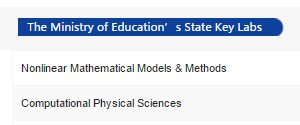 The Ministry of Education’s State Key Labs
Nonlinear Mathematical Models & Methods
Computational Physical Sciences